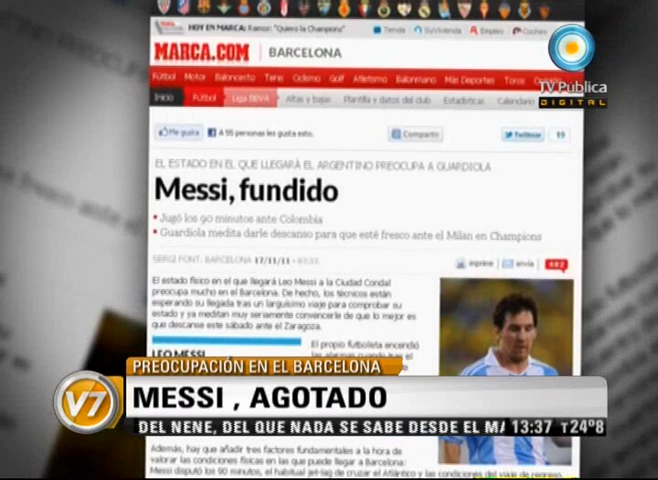 HOY EN MARCA: Ramos: "Quiero la Champions"
Tienda
SuVivienda
Empleo
Coches
MARCA.COM
BARCELONA
TV Pública
DIGITAL
Fútbol Motor Baloncesto Tenis Ciclismo Golf Atletismo Balonmano Más Deportes Toros
Inicio Fútbol Liga BBVA Altas y bajas Plantilla y datos del club Estadísticas Calendario
Me gusta
A 55 personas les gusta esto.
Compartir
Twittear
19
EL ESTADO EN EL QUE LLEGARÁ EL ARGENTINO PREOCUPA A GUARDIOLA
Messi, fundido
Jugó los 90 minutos ante Colombia
Guardiola medita darle descanso para que esté fresco ante el Milan en Champions
SERGI FONT. BARCELONA 17/11/11
imprime
envía
El estado físico en el que llegará Leo Messi a la Ciudad Condal
preocupa mucho en el Barcelona. De hecho, los técnicos están
esperando su llegada tras un larguísimo viaje para comprobar su
estado y ya meditan muy seriamente convencerle de que lo mejor es
que descanse este sábado ante el Zaragoza.
LEO MESSI
El propio futbolista encendió
PREOCUPACIÓN EN EL BARCELONA
V7
MESSI , AGOTADO
DEL NENE, DEL QUE NADA SE SABE DESDE EL MA
13:37 T24°8
Además, hay que añadir tres factores fundamentales a la hora de
valorar las condiciones físicas en las que puede llegar a Barcelona:
Messi disputó los 90 minutos, el habitual jet-lag de cruzar el Atlántico y las condiciones del viaje de regreso.